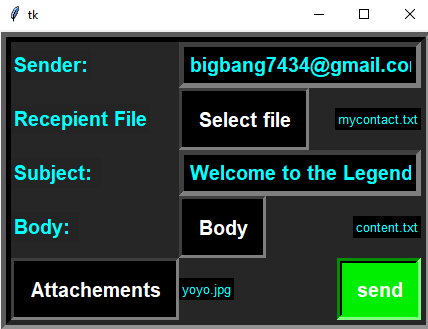 tk
Sender: bigbang7434@gmail.co
Recepient File Select file mycontact.txt
Subject: Welcome to the Legend
Body: Body content.txt
Attachements yoyo.jpg send